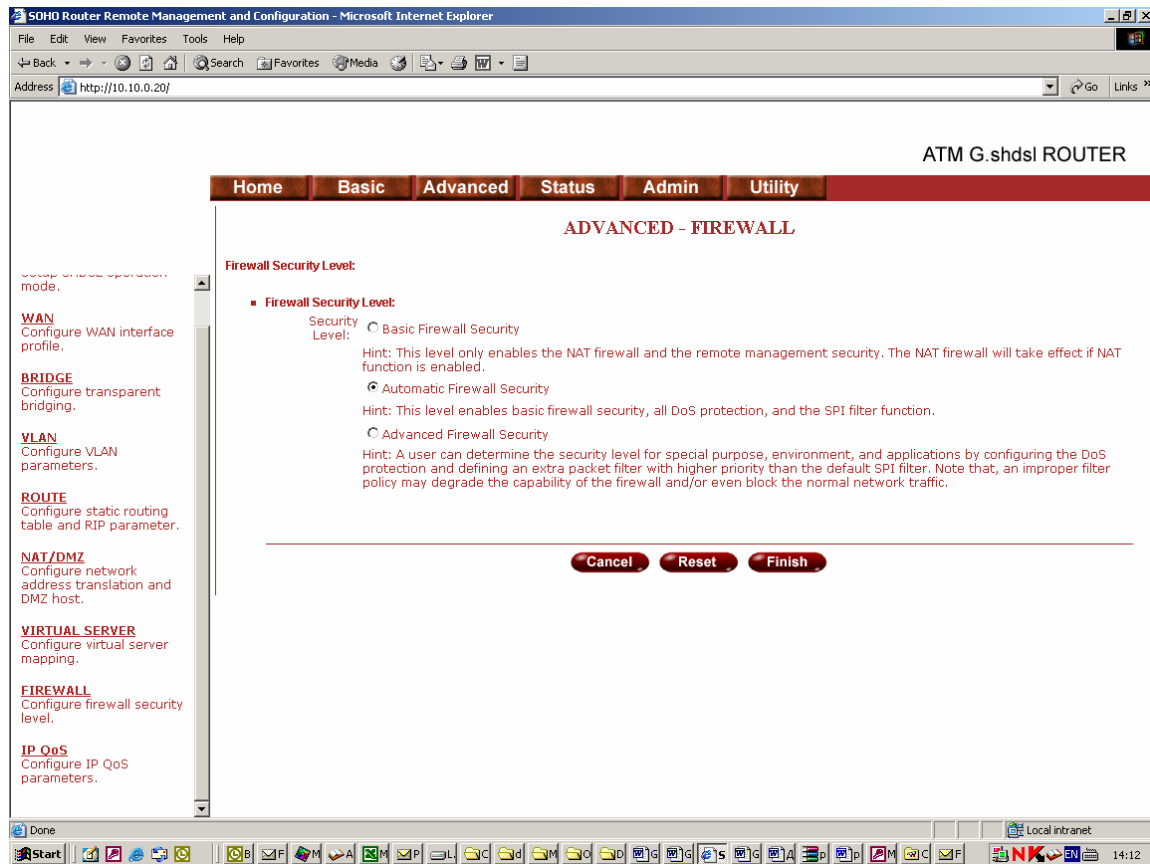 SOHO Router Remote Management and Configuration - Microsoft Internet Explorer
File Edit View Favorites Tools Help
Back Search Favorites Media
Address http://10.10.0.20/ Go Links »
ATM G.shdsl ROUTER
Home Basic Advanced Status Admin Utility
ADVANCED - FIREWALL
Firewall Security Level:
Firewall Security Level:
Security Level:
Basic Firewall Security
Hint: This level only enables the NAT firewall and the remote management security. The NAT firewall will take effect if NAT
function is enabled.
Automatic Firewall Security
Hint: This level enables basic firewall security, all DoS protection, and the SPI filter function.
Advanced Firewall Security
Hint: A user can determine the security level for special purpose, environment, and applications by configuring the DoS
protection and defining an extra packet filter with higher priority than the default SPI filter. Note that, an improper filter
policy may degrade the capability of the firewall and/or even block the normal network traffic.
Cancel Reset Finish
mode.
WAN
Configure WAN interface
profile.
BRIDGE
Configure transparent
bridging.
VLAN
Configure VLAN
parameters.
ROUTE
Configure static routing
table and RIP parameter.
NAT/DMZ
Configure network
address translation and
DMZ host.
VIRTUAL SERVER
Configure virtual server
mapping.
FIREWALL
Configure firewall security
level.
IP QoS
Configure IP QoS
parameters.
Done Local intranet
Start B F M A M P L. C d M O D G G s G Д p p M C F N K EN 14:12